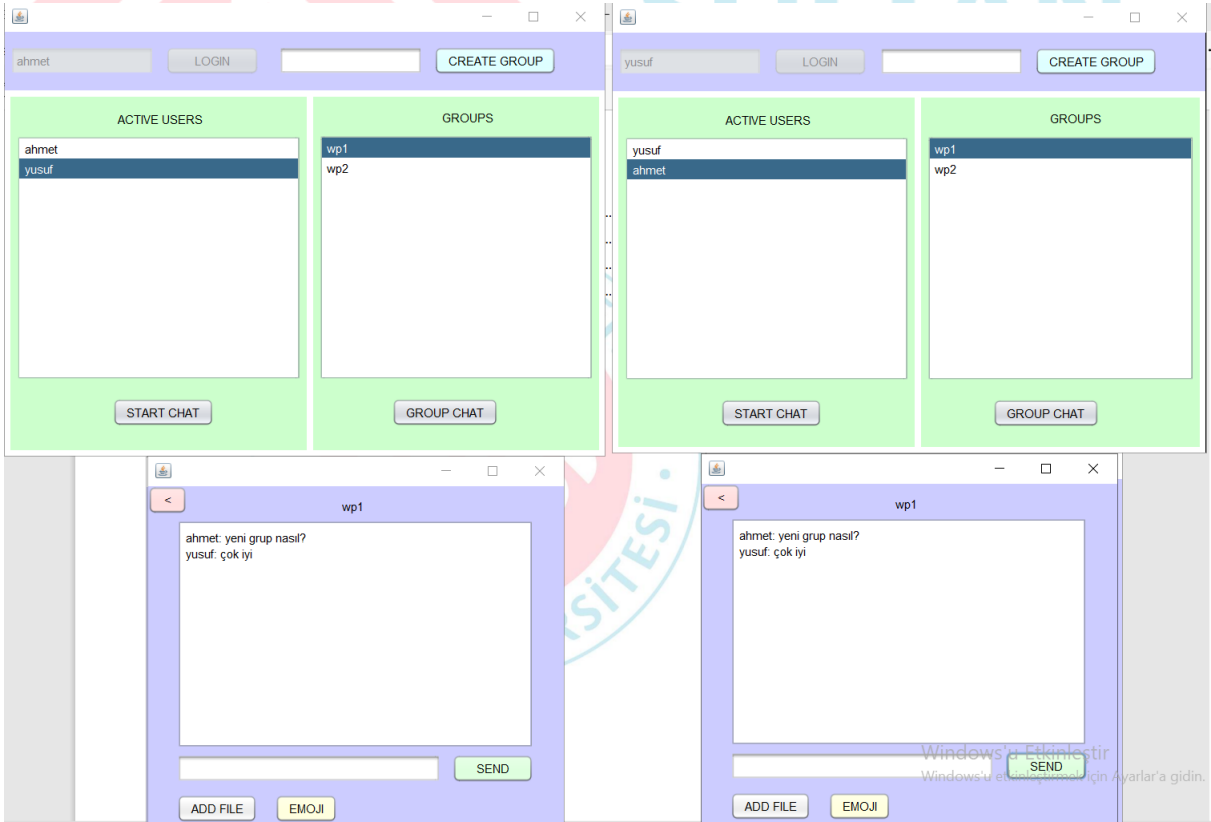 ahmet LOGIN CREATE GROUP
ACTIVE USERS GROUPS
ahmet wp1
yusuf wp2
START CHAT GROUP CHAT
yusuf LOGIN CREATE GROUP
ACTIVE USERS GROUPS
yusuf wp1
ahmet wp2
START CHAT GROUP CHAT
<
wp1
ahmet: yeni grup nasıl?
yusuf: çok iyi
SEND
ADD FILE EMOJI
<
wp1
ahmet: yeni grup nasıl?
yusuf: çok iyi
SEND
ADD FILE EMOJI
Windows'u Etkinleştir
Windows'u etkinleştirmek için Ayarlar'a gidin.